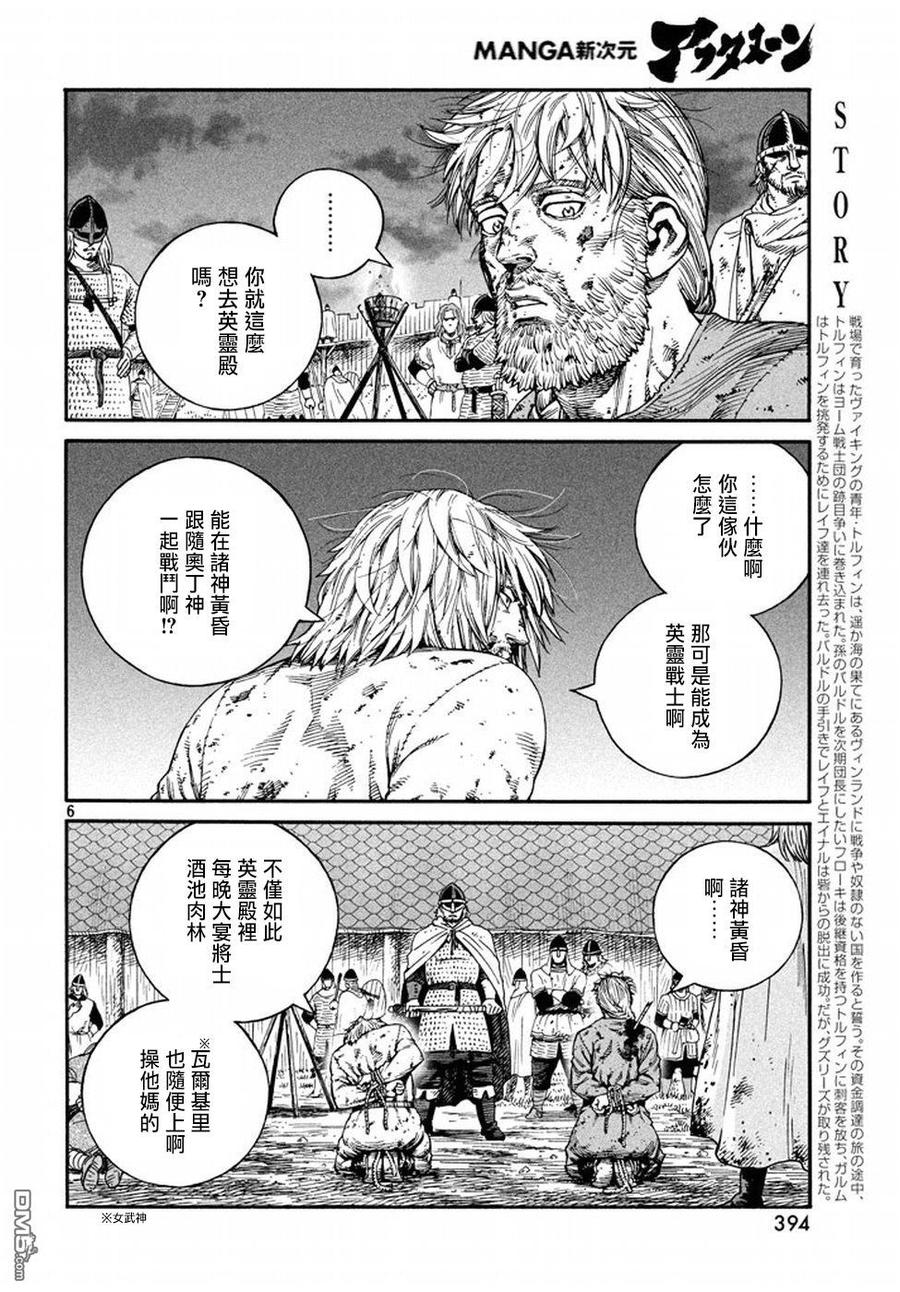 MANGA新次元 アフタヌーン
STORY
戦場で育ったヴァイキングの青年・トルフィンは、遥か海の果てにあるヴィンランドに戦争や奴隷のない国を作ると誓う。その資金調達の旅の途中、
トルフィンはヨーム戦士団の跡目争いに巻き込まれた。孫のバルドルを次期団長にしたいフローキは後継資格を持つトルフィンに刺客を放ち、ガルム
はトルフィンを挑発するためにレイフ達を連れ去った。バルドルの手引きでレイフとエイナルは砦からの脱出に成功。だが、グズリーズが取り残された。
……
你就這麼
想去英靈殿
嗎?
……什麼啊
你這傢伙
怎麼了
那可是能成為
英靈戰士啊
能在諸神黃昏
跟隨奧丁神
一起戰鬥啊!?
6
諸神黃昏
啊……
不僅如此
英靈殿裡
每晚大宴將士
酒池肉林
※瓦爾基里
也隨便上啊
操他媽的
※女武神
394
DM5.com